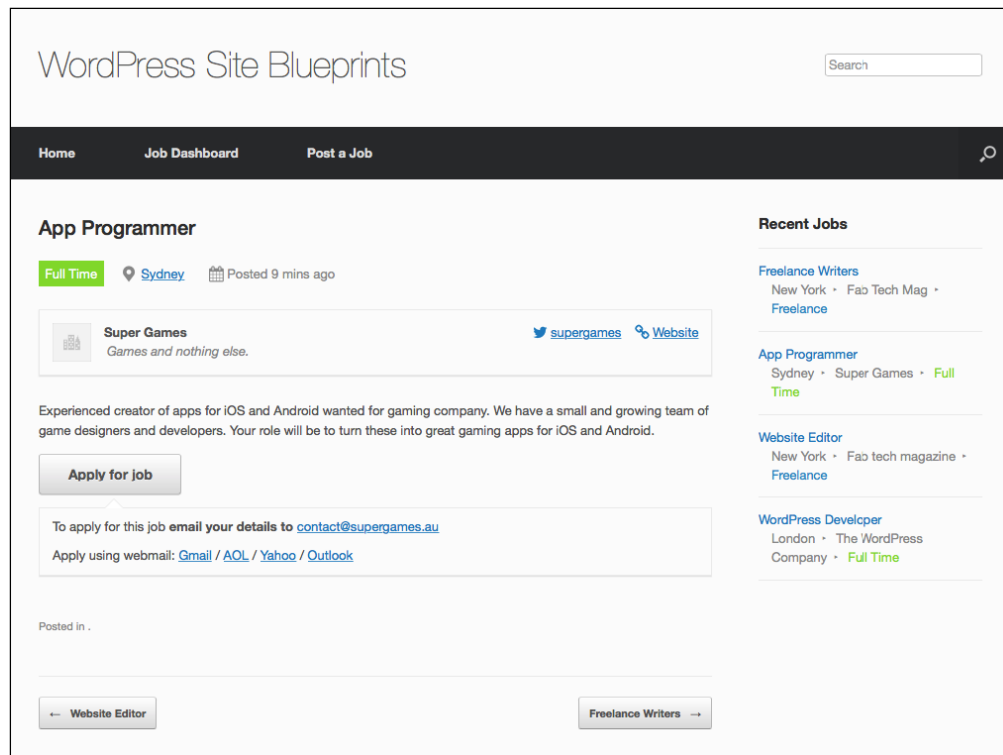 WordPress Site Blueprints
Search
Home Job Dashboard Post a Job
App Programmer
Full Time Sydney Posted 9 mins ago
Super Games
Games and nothing else.
supergames Website
Experienced creator of apps for iOS and Android wanted for gaming company. We have a small and growing team of
game designers and developers. Your role will be to turn these into great gaming apps for iOS and Android.
Apply for job
To apply for this job email your details to contact@supergames.au
Apply using webmail: Gmail / AOL / Yahoo / Outlook
Posted in .
← Website Editor
Freelance Writers →
Recent Jobs
Freelance Writers
New York ‣ Fab Tech Mag ‣
Freelance
App Programmer
Sydney ‣ Super Games ‣ Full
Time
Website Editor
New York ‣ Fab tech magazine ‣
Freelance
WordPress Developer
London ‣ The WordPress
Company ‣ Full Time